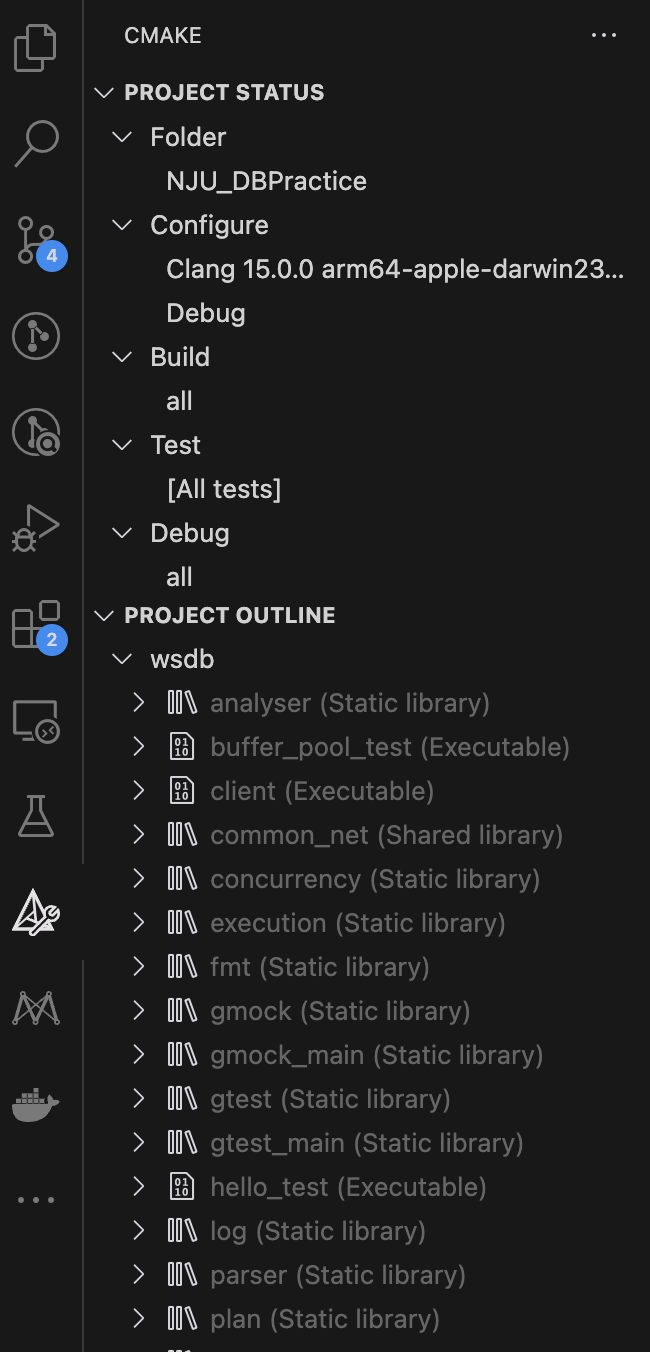 CMAKE
PROJECT STATUS
Folder
NJU_DBPractice
Configure
4
Clang 15.0.0 arm64-apple-darwin23...
Debug
Build
all
Test
[All tests]
Debug
all
PROJECT OUTLINE
2
wsdb
analyser (Static library)
buffer_pool_test (Executable)
client (Executable)
common_net (Shared library)
concurrency (Static library)
execution (Static library)
fmt (Static library)
gmock (Static library)
gmock_main (Static library)
gtest (Static library)
gtest_main (Static library)
hello_test (Executable)
log (Static library)
parser (Static library)
plan (Static library)